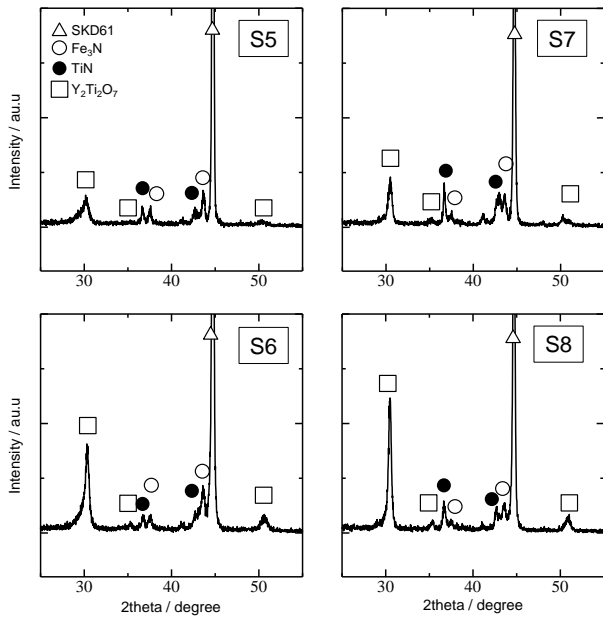 △ SKD61
○ Fe₃N
● TiN
□ Y₂Ti₂O₇
S5
Intensity / au.u
30 40 50
S7
30 40 50
S6
Intensity / au.u
30 40 50
2theta / degree
S8
30 40 50
2theta / degree